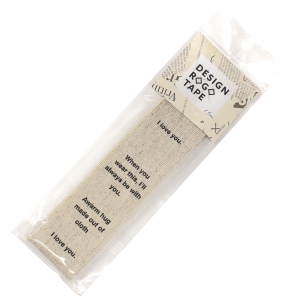 DESIGN
ROGO
TAPE
I love you.
When you
wear this. I'll
always be with
you.
Awarm hug
made out of
cloth
I love you.